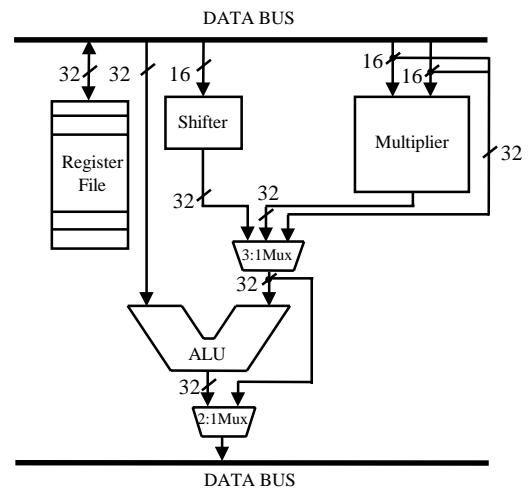 DATA BUS
32
32
16
16
16
Shifter
Multiplier
Register
File
32
32
32
3:1Mux
32
ALU
32
2:1Mux
DATA BUS